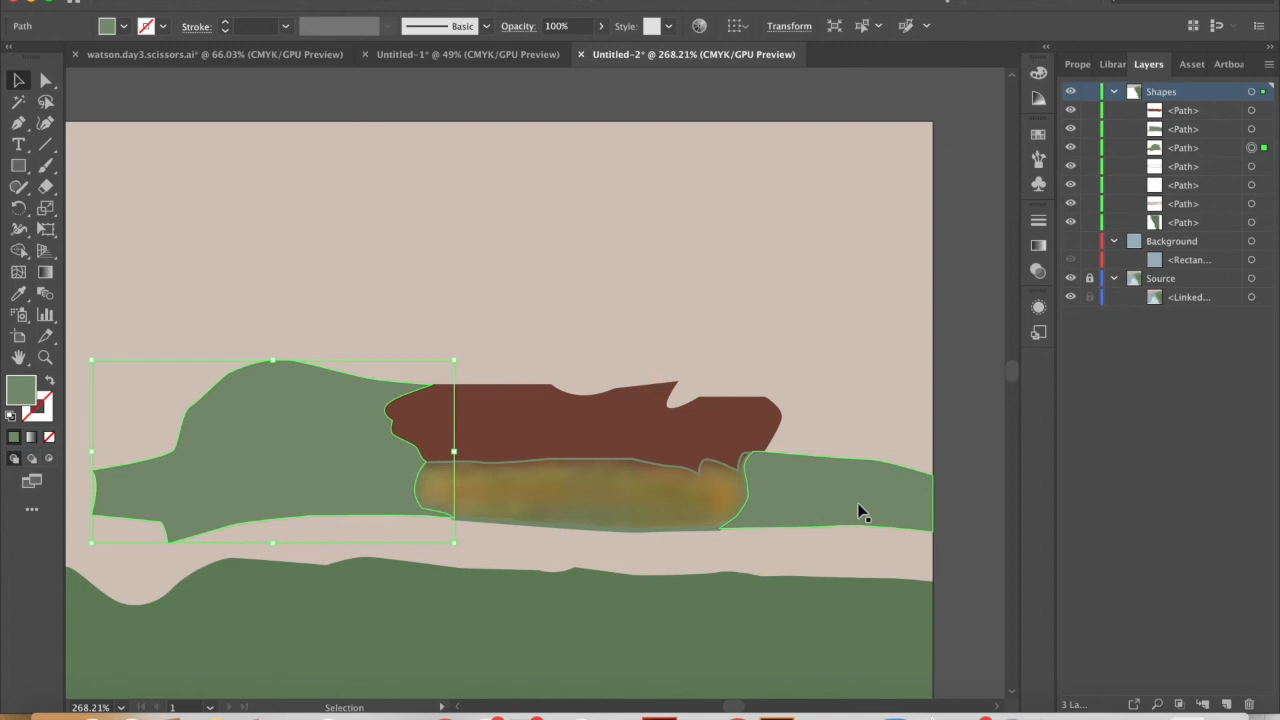 Path
Stroke:
Basic
Opacity: 100%
Style:
Transform
watson.day3.scissors.ai* @ 66.03% (CMYK/GPU Preview)
Untitled-1* @ 49% (CMYK/GPU Preview)
Untitled-2* @ 268.21% (CMYK/GPU Preview)
Prope
Librar
Layers
Asset
Artboa
Shapes
<Path>
<Path>
<Path>
<Path>
<Path>
<Path>
<Path>
Background
<Rectan...
Source
<Linked...
268.21%
1
Selection
3 La...